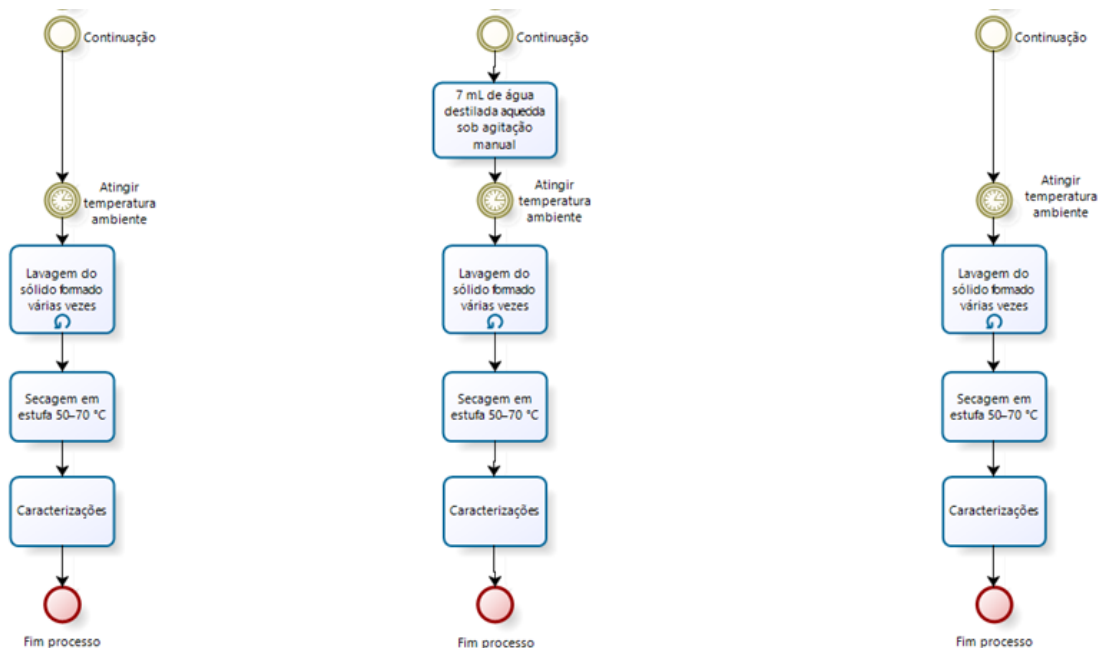 Continuação
Atingir
temperatura
ambiente
Lavagem do
sólido formado
várias vezes
Secagem em
estufa 50–70 °C
Caracterizações
Fim processo
Continuação
7 mL de água
destilada aquecida
sob agitação
manual
Atingir
temperatura
ambiente
Lavagem do
sólido formado
várias vezes
Secagem em
estufa 50–70 °C
Caracterizações
Fim processo
Continuação
Atingir
temperatura
ambiente
Lavagem do
sólido formado
várias vezes
Secagem em
estufa 50–70 °C
Caracterizações
Fim processo